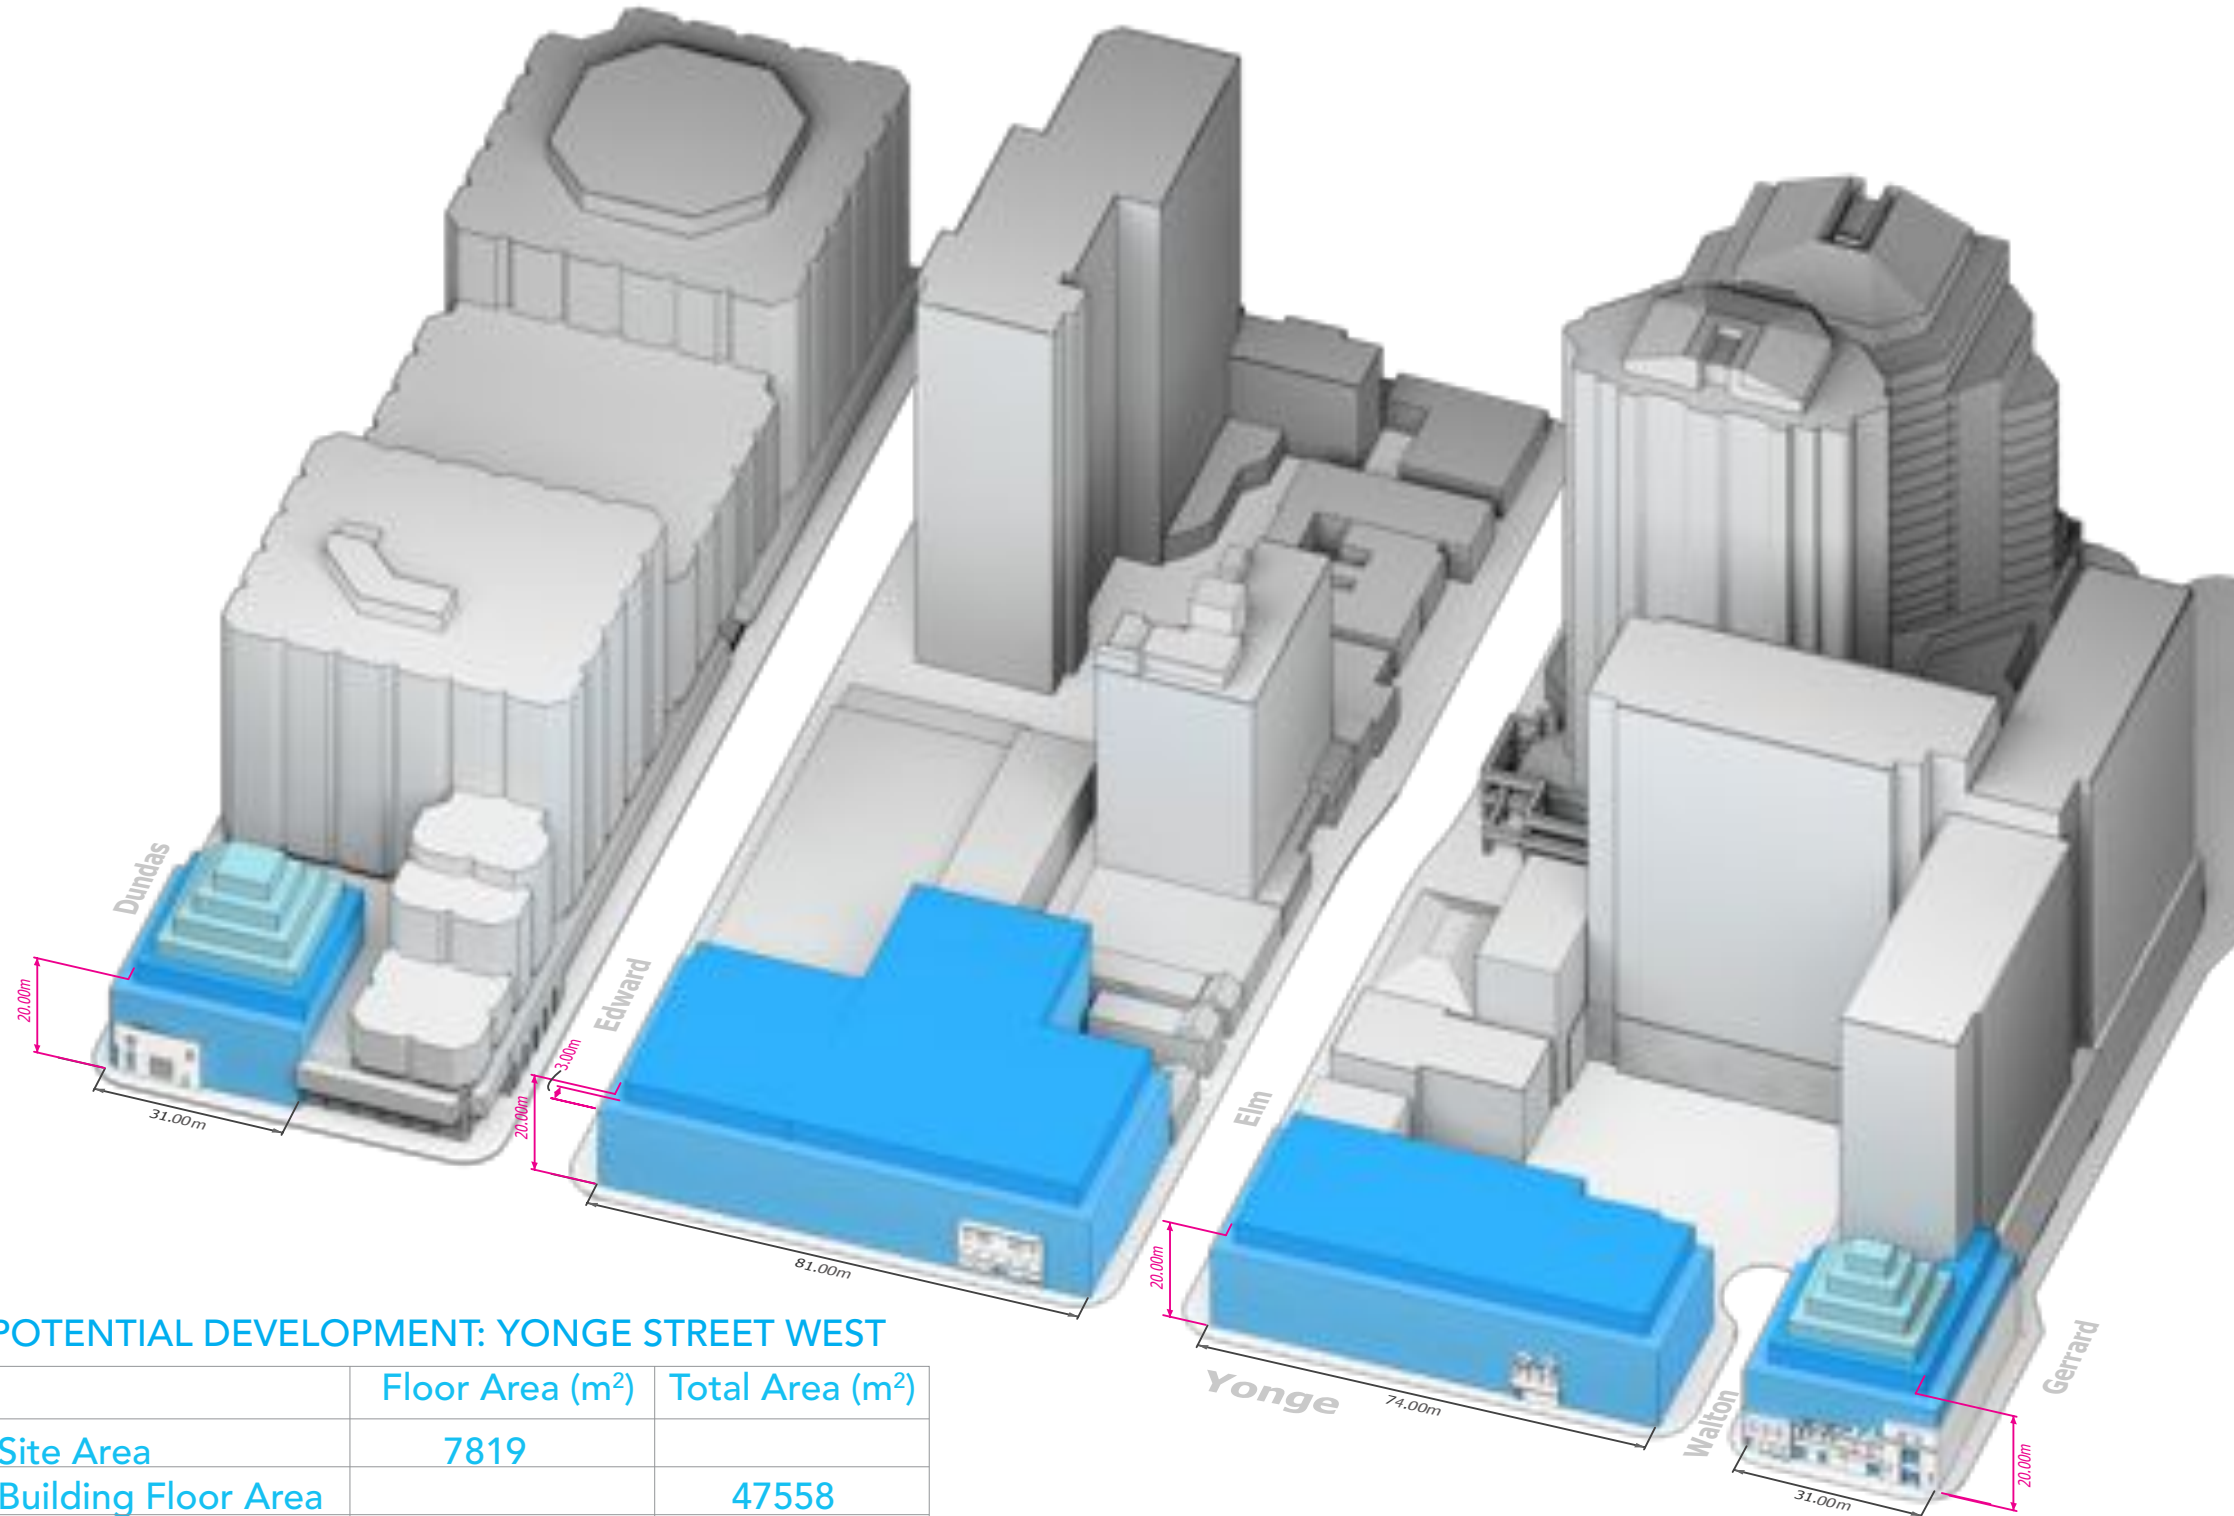 Dundas
20.00m
31.00m
Edward
3.00m
20.00m
81.00m
Elm
20.00m
Yonge
74.00m
Walton
Gerrard
20.00m
31.00m
POTENTIAL DEVELOPMENT: YONGE STREET WEST
Floor Area (m²) Total Area (m²)
Site Area 7819
Building Floor Area 47558